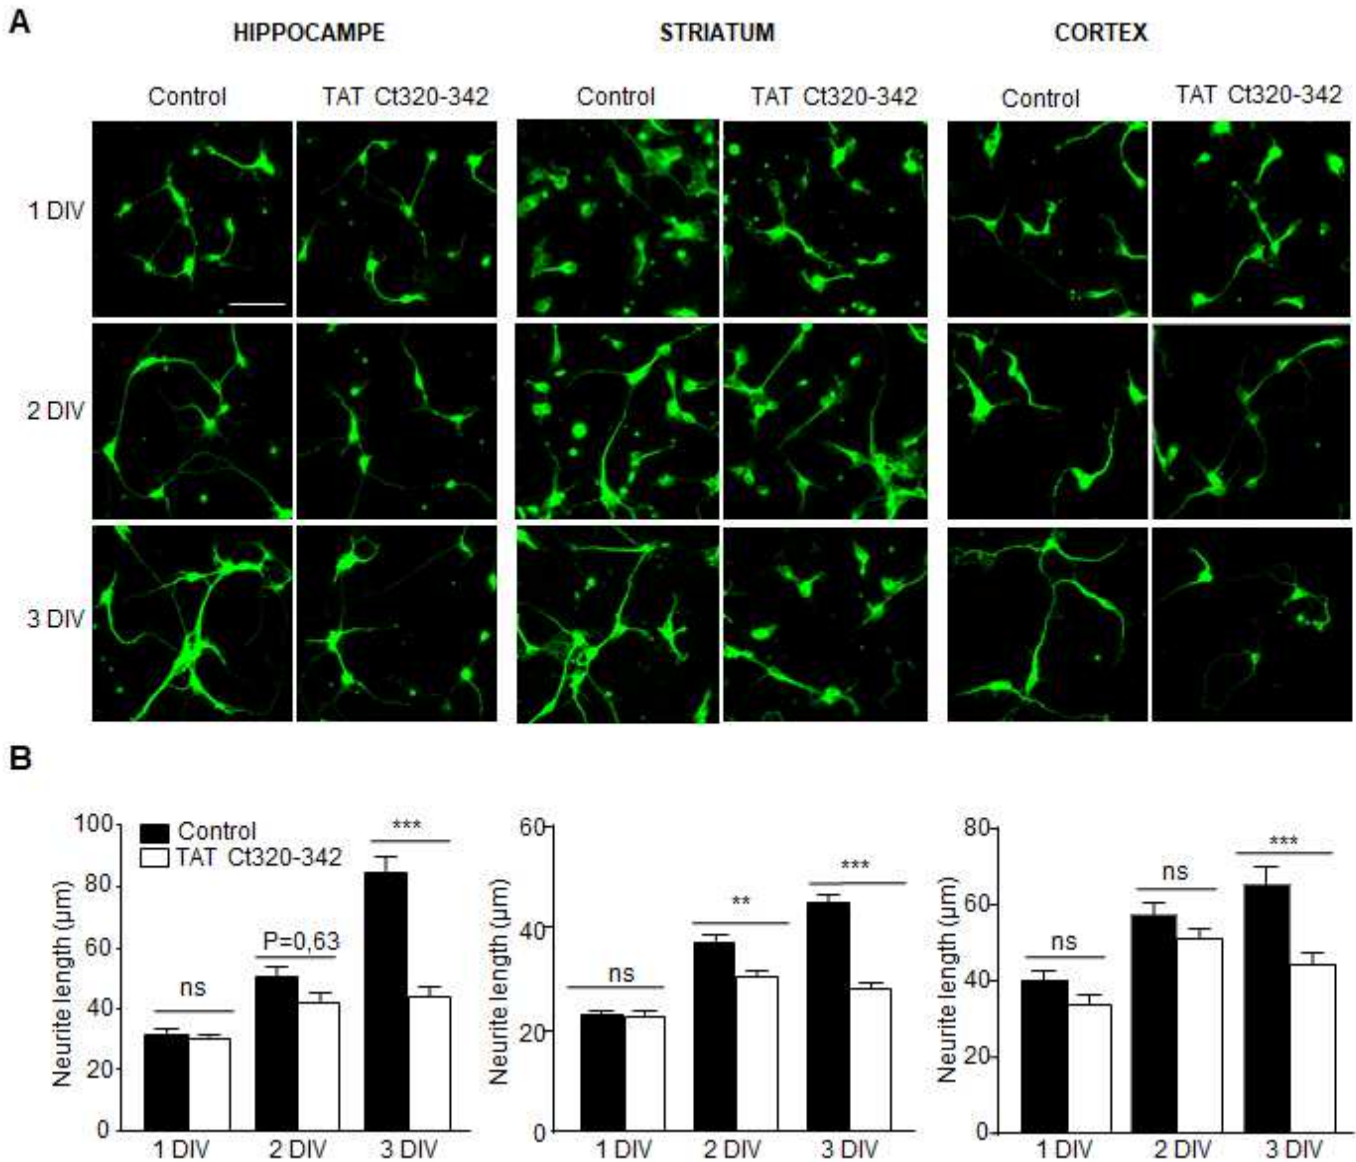 A
HIPPOCAMPE STRIATUM CORTEX
Control TAT Ct320-342 Control TAT Ct320-342 Control TAT Ct320-342
1 DIV
2 DIV
3 DIV
B
Neurite length (µm)
100
80
60
40
20
0
Control
TAT Ct320-342
ns
P=0,63
***
1 DIV 2 DIV 3 DIV
Neurite length (µm)
60
40
20
0
ns
**
***
1 DIV 2 DIV 3 DIV
Neurite length (µm)
80
60
40
20
0
ns
ns
***
1 DIV 2 DIV 3 DIV